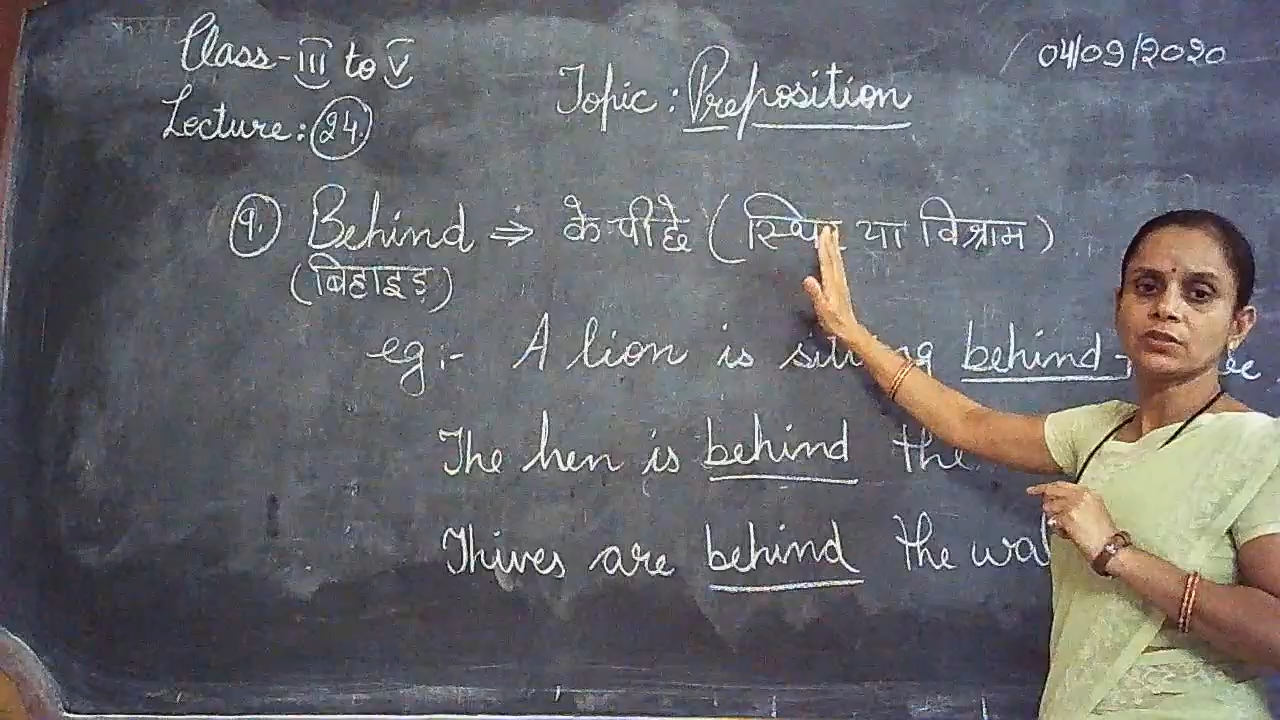 Class-III to V
Lecture: 24.
Topic: Preposition
04/09/2020
9. Behind ⇒ के पीछे ( स्थिर या विश्राम )
(बिहाइड़)
eg:- A lion is sitting behind
The hen is behind the
Thives are behind the